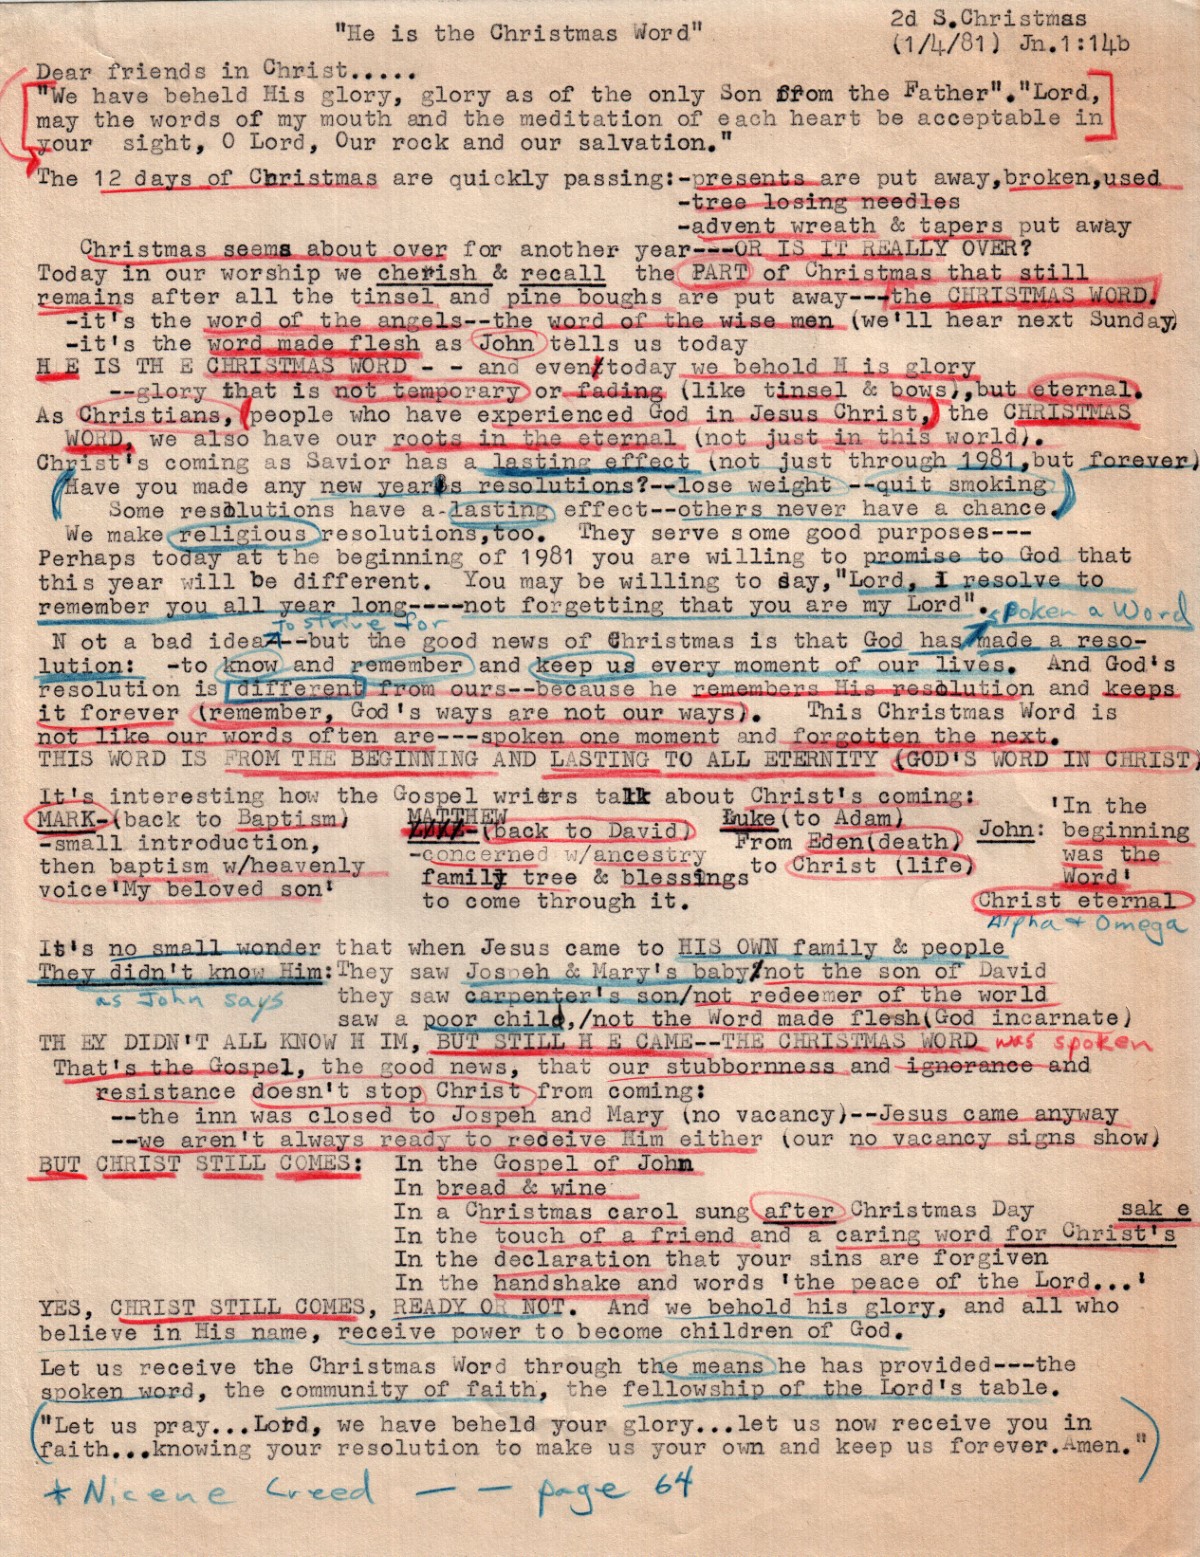 "He is the Christmas Word"
2d S.Christmas
(1/4/81) Jn.1:14b
Dear friends in Christ.....
"We have beheld His glory, glory as of the only Son from the Father"."Lord,
may the words of my mouth and the meditation of each heart be acceptable in
your sight, O Lord, Our rock and our salvation."
The 12 days of Christmas are quickly passing:-presents are put away,broken,used
-tree losing needles
-advent wreath & tapers put away
Christmas seems about over for another year---OR IS IT REALLY OVER?
Today in our worship we cherish & recall the PART of Christmas that still
remains after all the tinsel and pine boughs are put away---the CHRISTMAS WORD.
-it's the word of the angels--the word of the wise men (we'll hear next Sunday)
-it's the word made flesh as John tells us today
H E IS TH E CHRISTMAS WORD - - and even today we behold H is glory
--glory that is not temporary or fading (like tinsel & bows),but eternal.
As Christians, (people who have experienced God in Jesus Christ,) the CHRISTMAS
WORD, we also have our roots in the eternal (not just in this world).
Christ's coming as Savior has a lasting effect (not just through 1981,but forever)
(Have you made any new year's resolutions?--lose weight --quit smoking
Some resolutions have a-lasting effect--others never have a chance.)
We make religious resolutions,too. They serve some good purposes---
Perhaps today at the beginning of 1981 you are willing to promise to God that
this year will be different. You may be willing to say,"Lord, I resolve to
remember you all year long----not forgetting that you are my Lord".
spoken a Word
to strive for
N ot a bad idea--but the good news of Christmas is that God has made a reso-
lution: -to know and remember and keep us every moment of our lives. And God's
resolution is different from ours--because he remembers His resolution and keeps
it forever (remember, God's ways are not our ways). This Christmas Word is
not like our words often are---spoken one moment and forgotten the next.
THIS WORD IS FROM THE BEGINNING AND LASTING TO ALL ETERNITY (GOD'S WORD IN CHRIST)
It's interesting how the Gospel writers talk about Christ's coming:
MARK-(back to Baptism)
-small introduction,
then baptism w/heavenly
voice'My beloved son'
MATTHEW
-(back to David)
-concerned w/ancestry
family tree & blessings
to come through it.
Luke(to Adam)
From Eden(death)
to Christ (life)
John:
'In the
beginning
was the
Word'
Christ eternal
Alpha + Omega
It's no small wonder that when Jesus came to HIS OWN family & people
They didn't know Him:They saw Jospeh & Mary's baby/not the son of David
as John says
they saw carpenter's son/not redeemer of the world
saw a poor child,/not the Word made flesh(God incarnate)
TH EY DIDN'T ALL KNOW H IM, BUT STILL H E CAME--THE CHRISTMAS WORD was spoken
That's the Gospel, the good news, that our stubbornness and ignorance and
resistance doesn't stop Christ from coming:
--the inn was closed to Jospeh and Mary (no vacancy)--Jesus came anyway
--we aren't always ready to redeive Him either (our no vacancy signs show)
BUT CHRIST STILL COMES: In the Gospel of John
In bread & wine
In a Christmas carol sung after Christmas Day
In the touch of a friend and a caring word for Christ's sak e
In the declaration that your sins are forgiven
In the handshake and words 'the peace of the Lord...'
YES, CHRIST STILL COMES, READY OR NOT. And we behold his glory, and all who
believe in His name, receive power to become children of God.
Let us receive the Christmas Word through the means he has provided---the
spoken word, the community of faith, the fellowship of the Lord's table.
"Let us pray...Lord, we have beheld your glory...let us now receive you in
faith...knowing your resolution to make us your own and keep us forever.Amen."
* Nicene Creed — — page 64